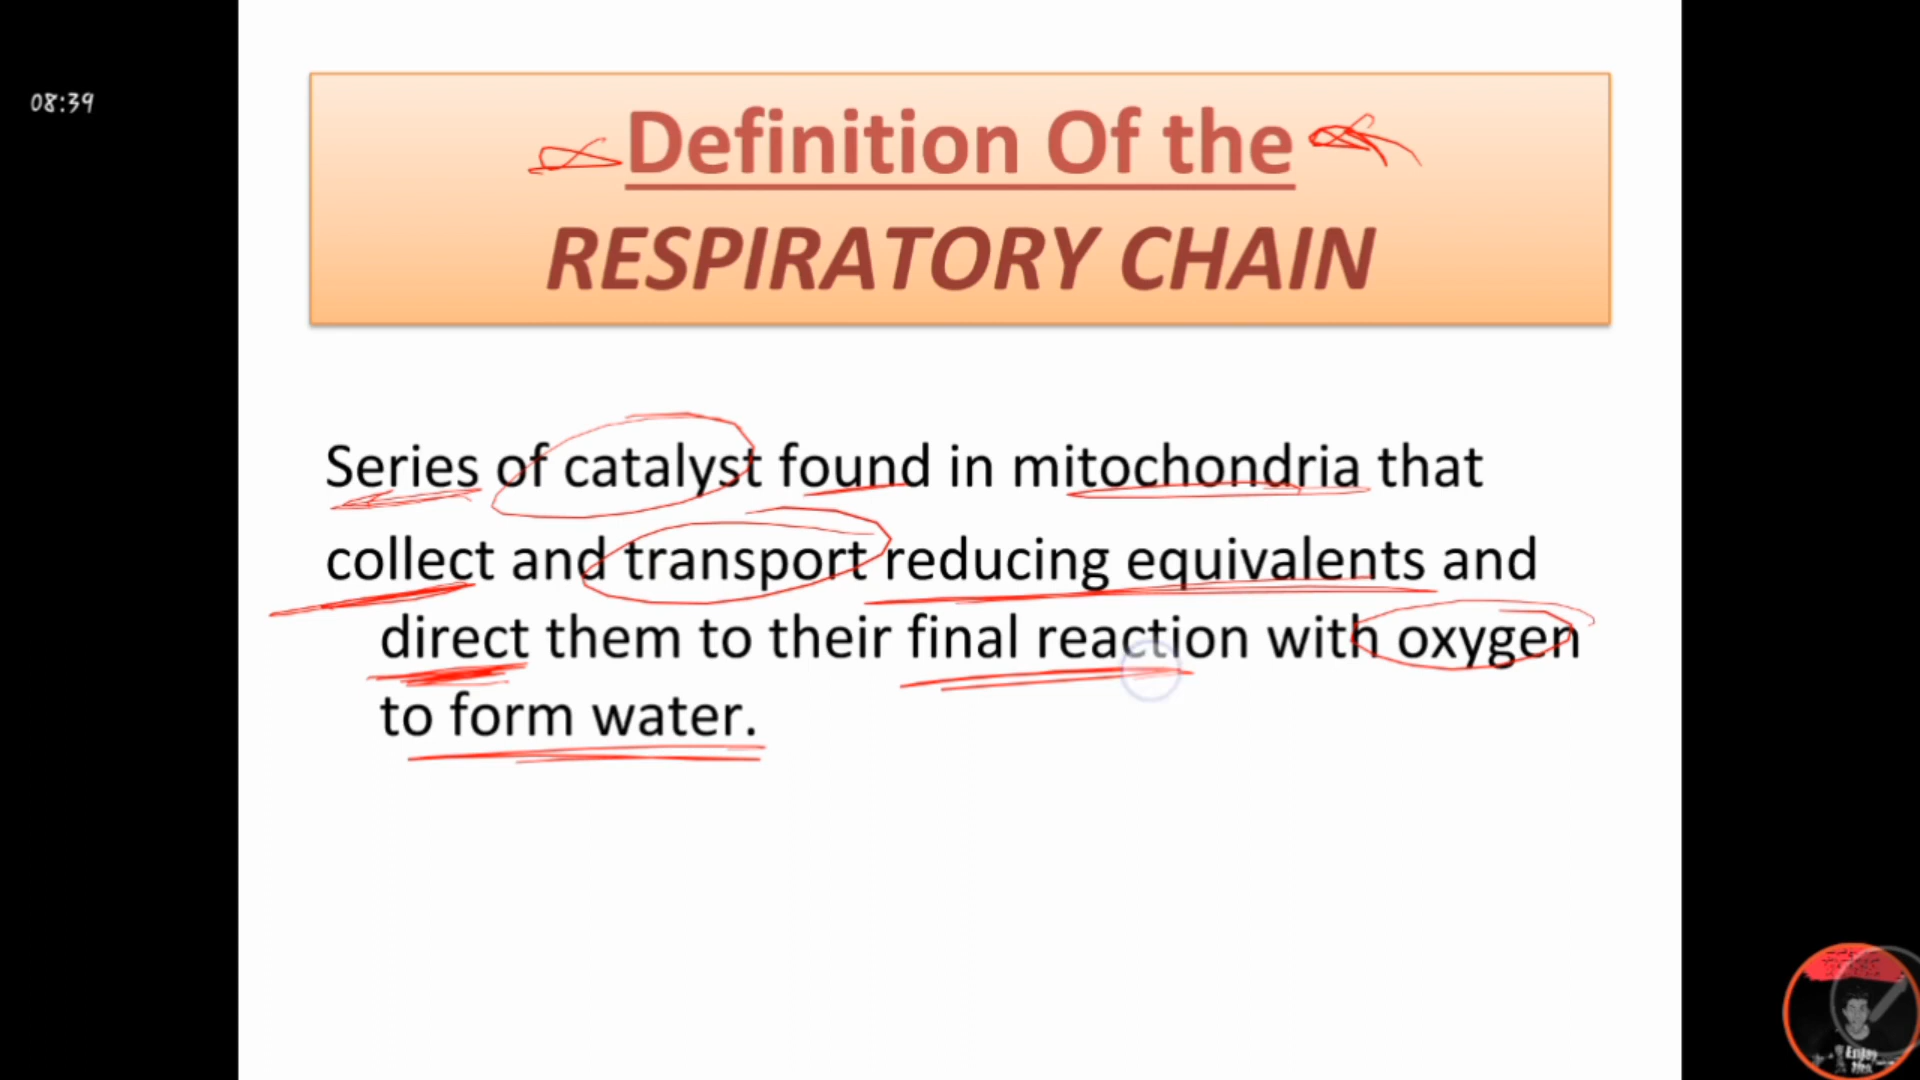 08:39
Definition Of the
RESPIRATORY CHAIN
Series of catalyst found in mitochondria that
collect and transport reducing equivalents and
direct them to their final reaction with oxygen
to form water.
Enjoy